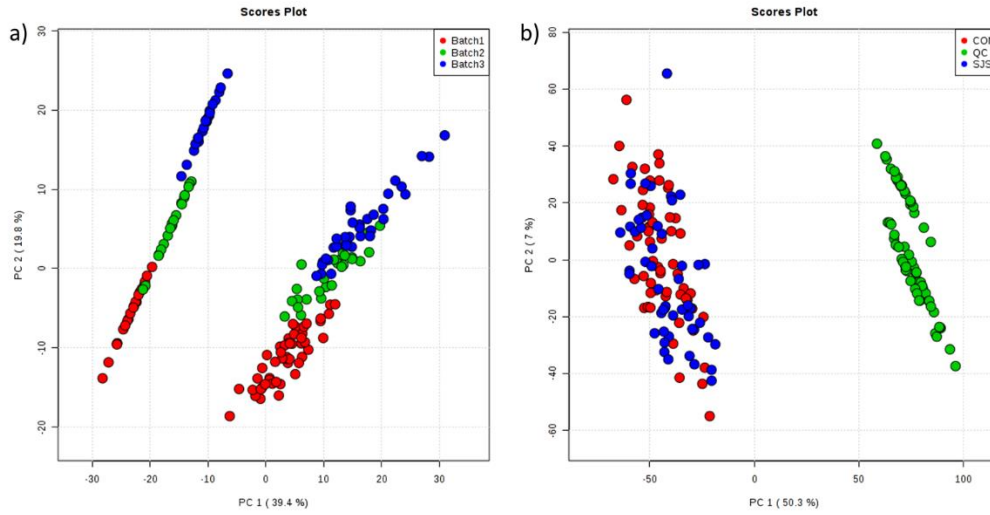 a)
Scores Plot
Batch1
Batch2
Batch3
PC 2 ( 19.8 %)
30
20
10
0
-10
-20
-30
-20
-10
0
10
20
30
PC 1 ( 39.4 %)
b)
Scores Plot
CON
QC
SJS
PC 2 ( 7 %)
80
60
40
20
0
-20
-40
-60
-50
0
50
100
PC 1 ( 50.3 %)